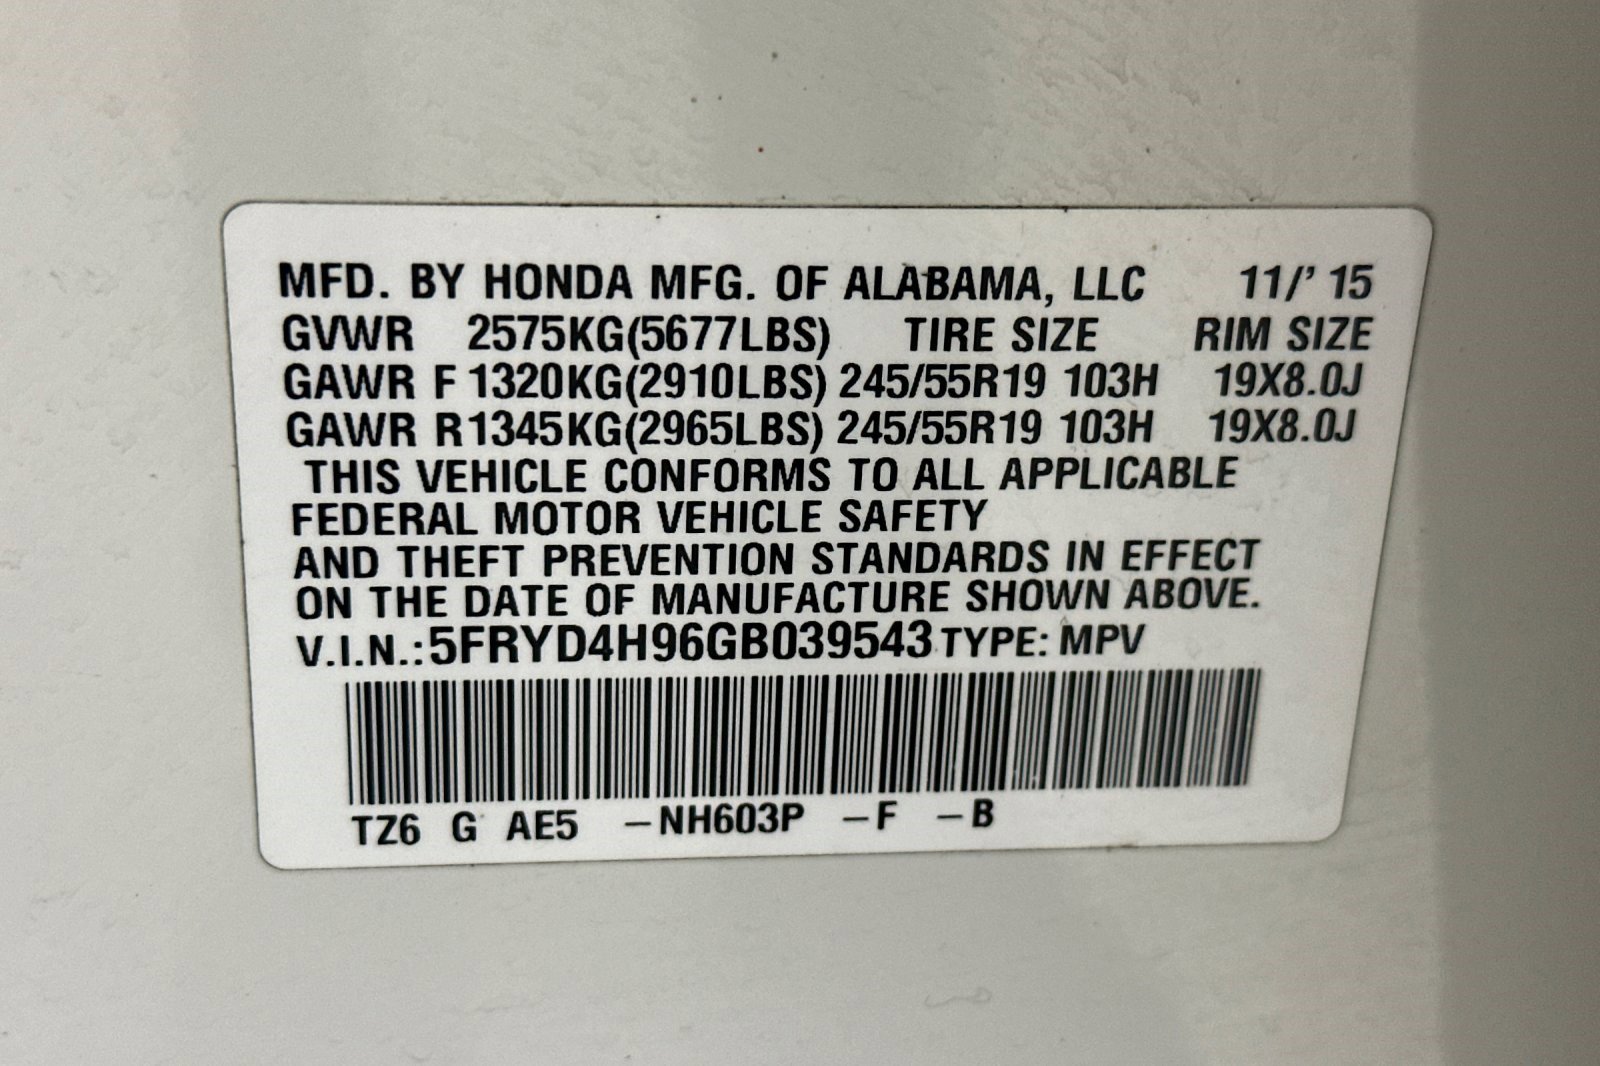 MFD. BY HONDA MFG. OF ALABAMA, LLC 11/' 15
GVWR 2575KG(5677LBS) TIRE SIZE RIM SIZE
GAWR F 1320KG(2910LBS) 245/55R19 103H 19X8.0J
GAWR R 1345KG(2965LBS) 245/55R19 103H 19X8.0J
THIS VEHICLE CONFORMS TO ALL APPLICABLE
FEDERAL MOTOR VEHICLE SAFETY
AND THEFT PREVENTION STANDARDS IN EFFECT
ON THE DATE OF MANUFACTURE SHOWN ABOVE.
V.I.N.:5FRYD4H96GB039543 TYPE: MPV
TZ6 G AE5 –NH603P –F –B